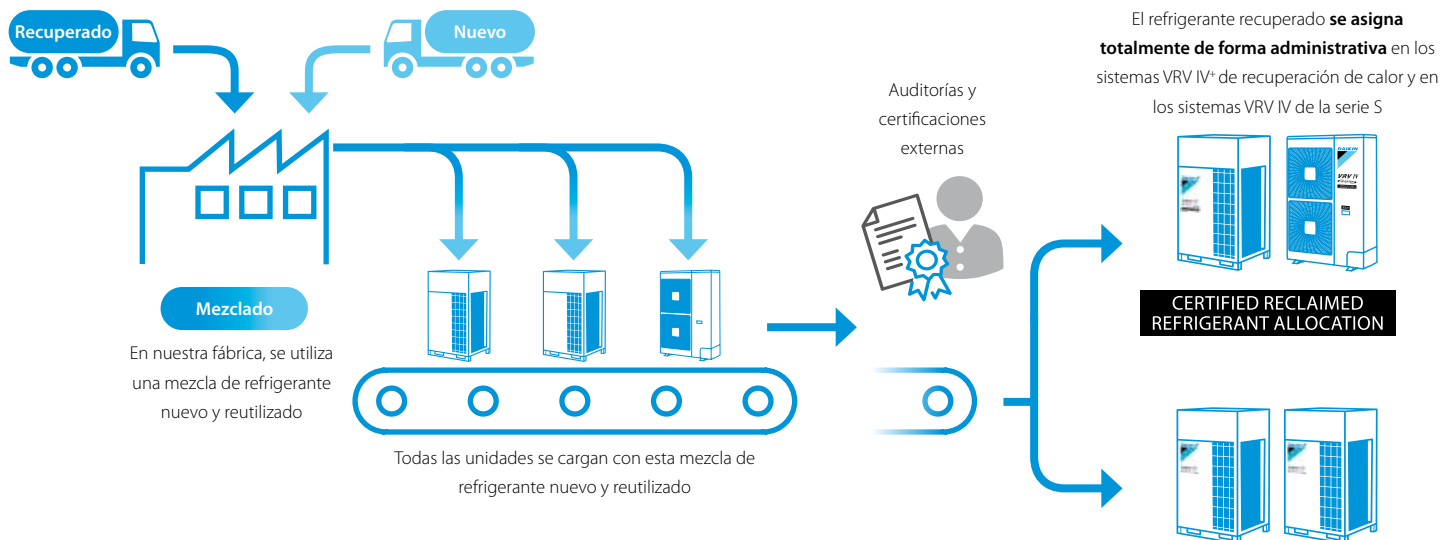 Recuperado
Nuevo
Mezclado
En nuestra fábrica, se utiliza
una mezcla de refrigerante
nuevo y reutilizado
Todas las unidades se cargan con esta mezcla de
refrigerante nuevo y reutilizado
Auditorías y
certificaciones
externas
El refrigerante recuperado se asigna
totalmente de forma administrativa en los
sistemas VRV IV+ de recuperación de calor y en
los sistemas VRV IV de la serie S
DAIKIN
VRV IV
CERTIFIED RECLAIMED
REFRIGERANT ALLOCATION